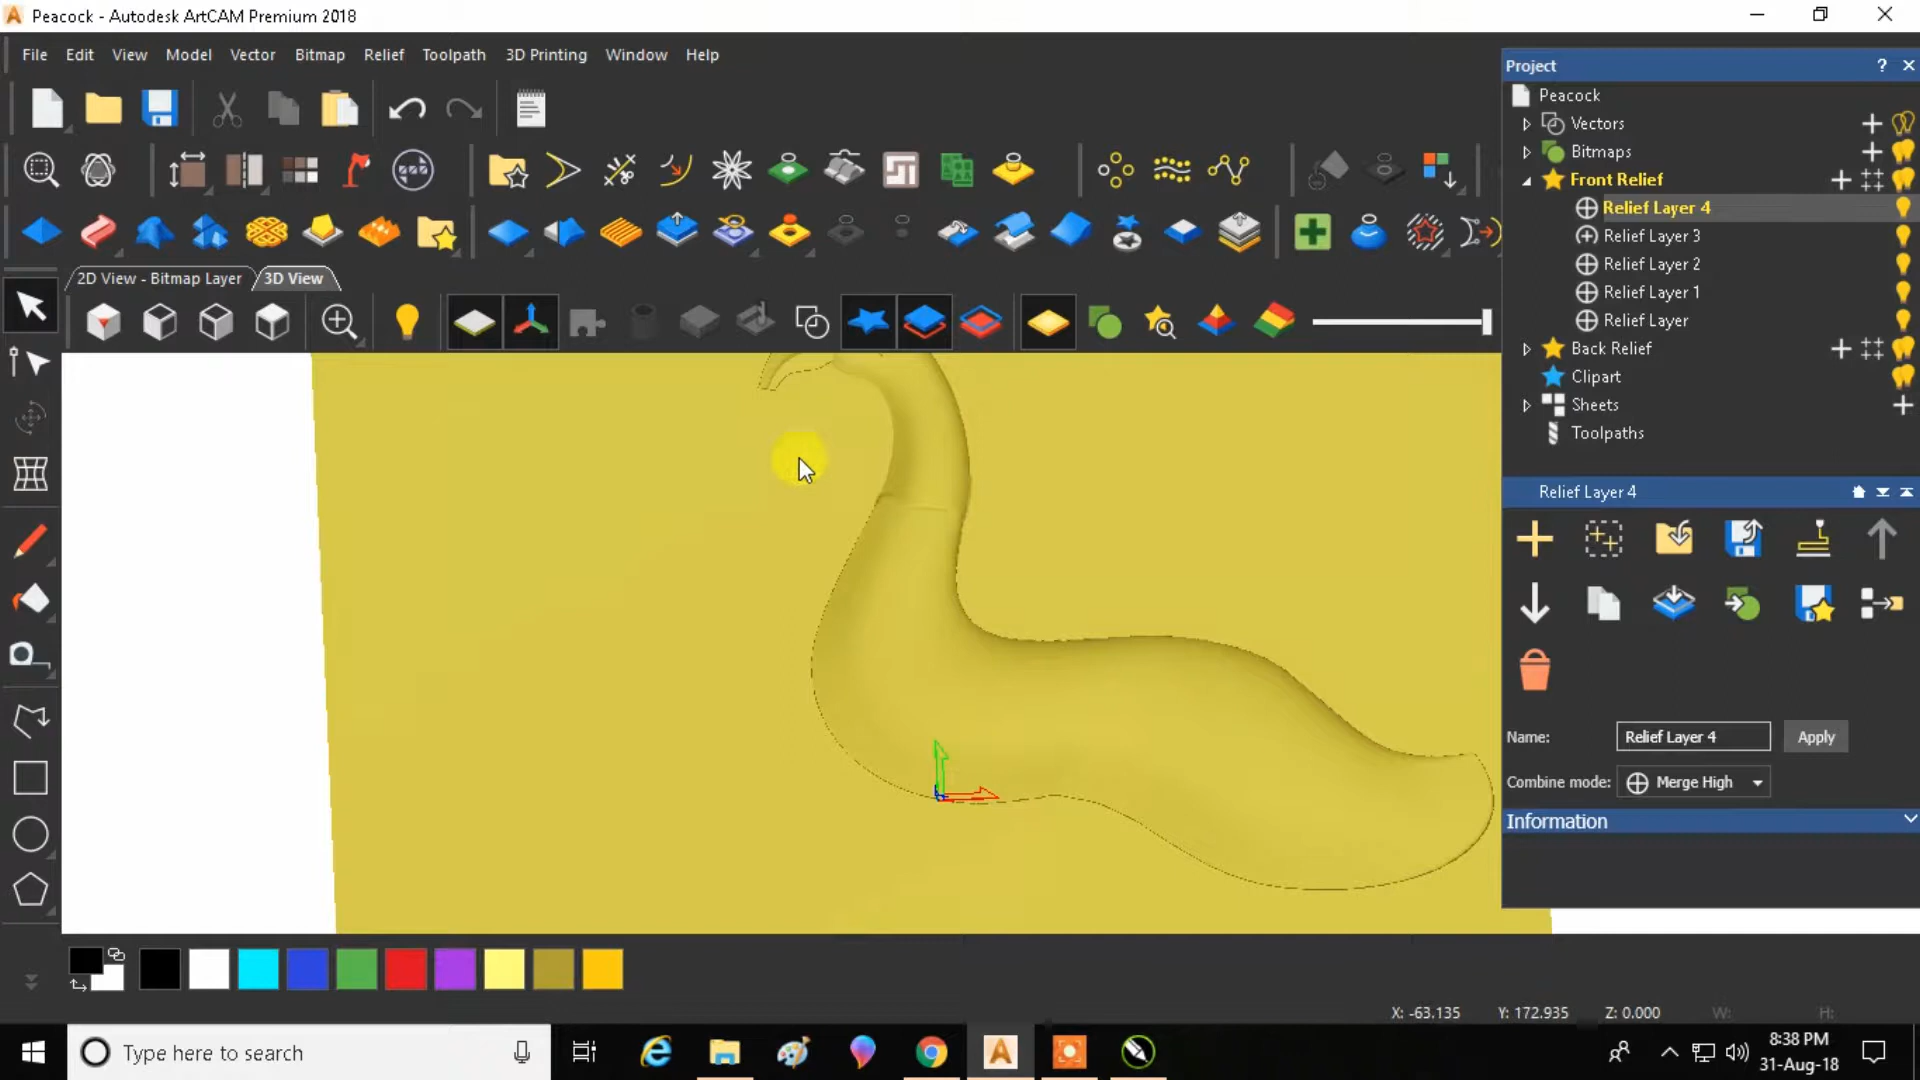 Peacock - Autodesk ArtCAM Premium 2018
File Edit View Model Vector Bitmap Relief Toolpath 3D Printing Window Help
2D View - Bitmap Layer 3D View
Project
Peacock
Vectors
Bitmaps
Front Relief
Relief Layer 4
Relief Layer 3
Relief Layer 2
Relief Layer 1
Relief Layer
Back Relief
Clipart
Sheets
Toolpaths
Relief Layer 4
Name: Relief Layer 4 Apply
Combine mode: Merge High
Information
X: -63.135 Y: 172.935 Z: 0.000 W: H:
Type here to search
8:38 PM
31-Aug-18